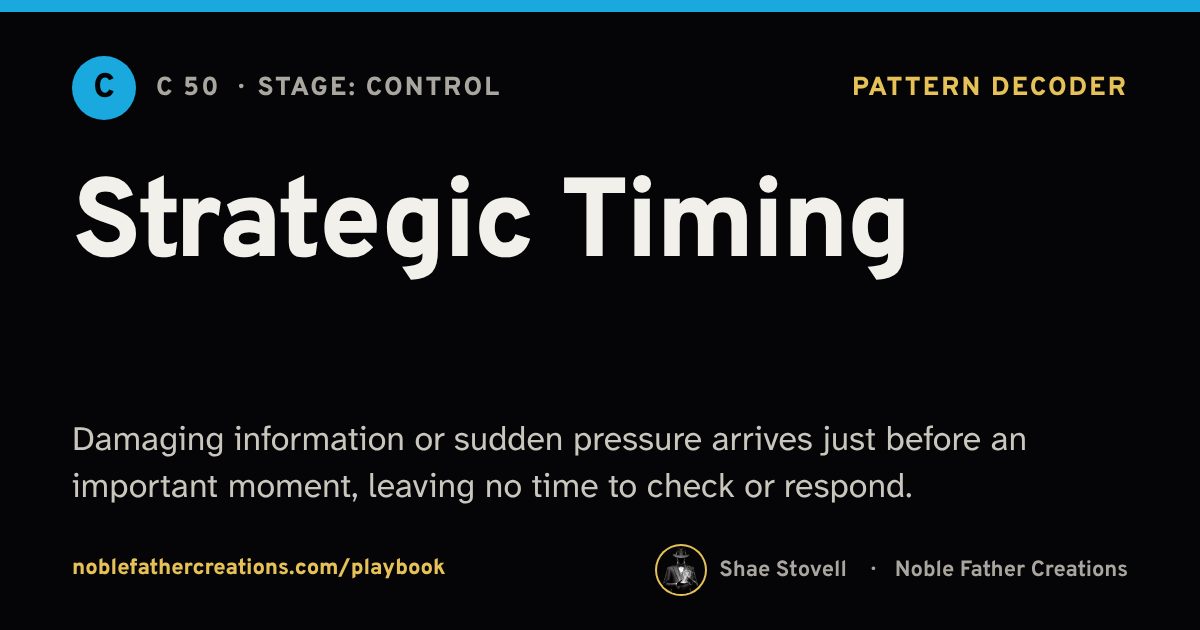 C
C 50 · STAGE: CONTROL
PATTERN DECODER
Strategic Timing
Damaging information or sudden pressure arrives just before an
important moment, leaving no time to check or respond.
noblefathercreations.com/playbook
Shae Stovell · Noble Father Creations